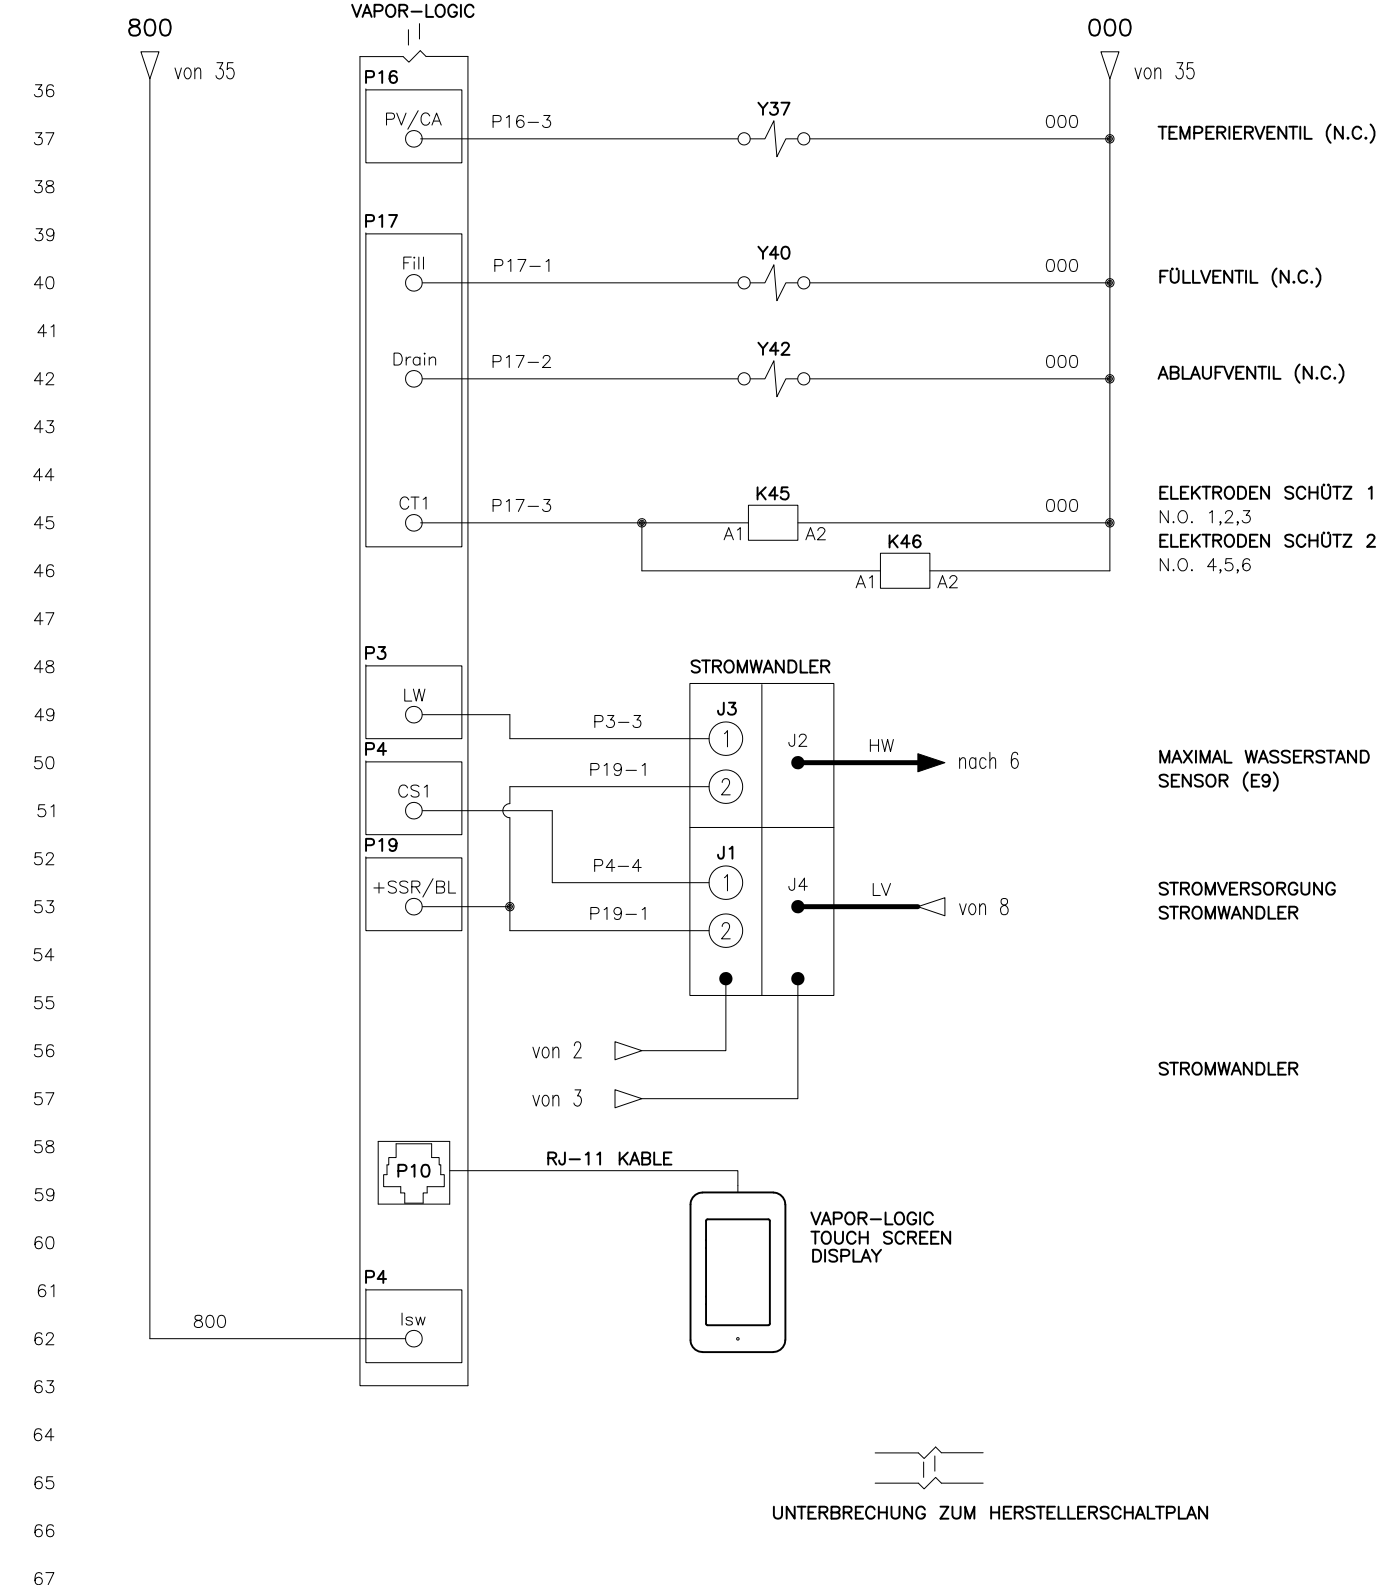 VAPOR-LOGIC
800
000
von 35
von 35
36
P16
PV/CA
P16-3
Y37
000
37
TEMPERIERVENTIL (N.C.)
38
39
P17
Fill
P17-1
Y40
000
40
FÜLLVENTIL (N.C.)
41
Drain
P17-2
Y42
000
42
ABLAUFVENTIL (N.C.)
43
44
CT1
P17-3
K45
000
45
A1
A2
ELEKTRODEN SCHÜTZ 1
N.O. 1,2,3
ELEKTRODEN SCHÜTZ 2
N.O. 4,5,6
K46
46
A1
A2
47
48
P3
STROMWANDLER
LW
49
P3-3
J3
1
J2
HW
nach 6
50
P4
P19-1
2
MAXIMAL WASSERSTAND
SENSOR (E9)
CS1
51
52
P19
P4-4
J1
1
+SSR/BL
53
P19-1
2
J4
LV
von 8
STROMVERSORGUNG
STROMWANDLER
54
55
56
von 2
STROMWANDLER
57
von 3
58
P10
RJ-11 KABLE
59
VAPOR-LOGIC
TOUCH SCREEN
DISPLAY
60
61
P4
Isw
800
62
63
64
65
UNTERBRECHUNG ZUM HERSTELLERSCHALTPLAN
66
67